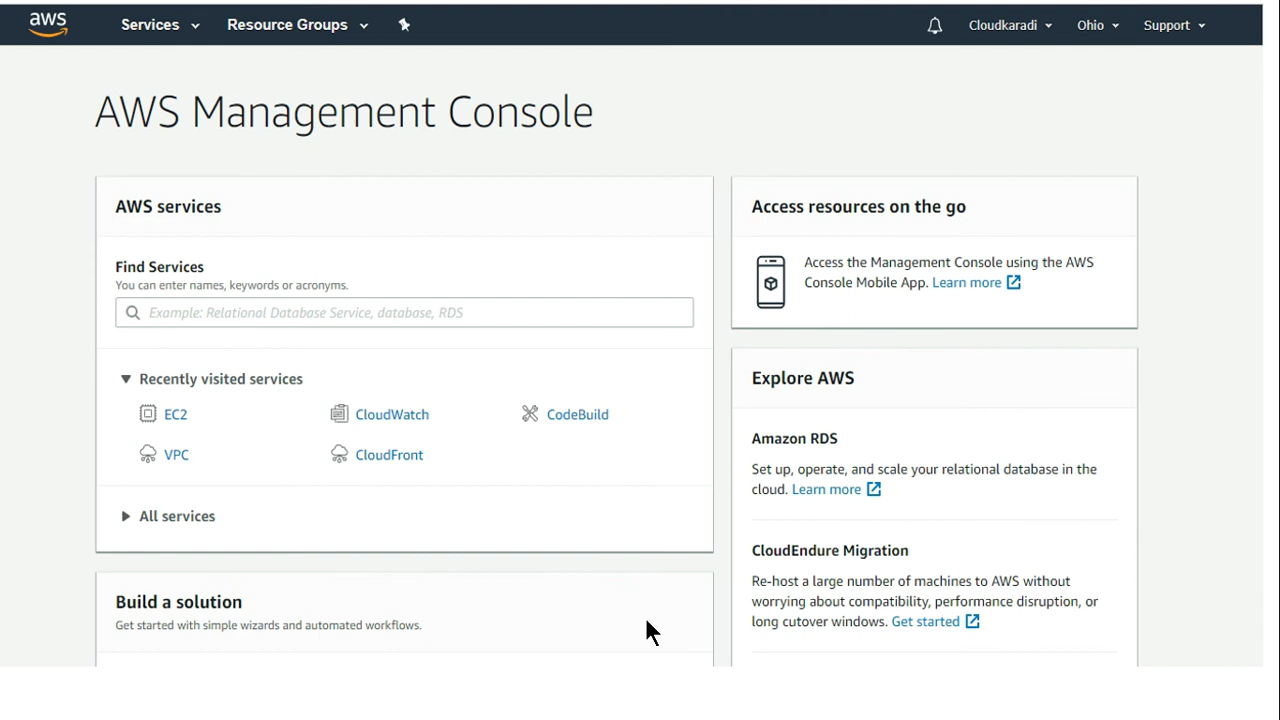 aws
Services
Resource Groups
Cloudkaradi
Ohio
Support
AWS Management Console
AWS services
Find Services
You can enter names, keywords or acronyms.
Example: Relational Database Service, database, RDS
Recently visited services
EC2
CloudWatch
CodeBuild
VPC
CloudFront
All services
Build a solution
Get started with simple wizards and automated workflows.
Access resources on the go
Access the Management Console using the AWS
Console Mobile App. Learn more
Explore AWS
Amazon RDS
Set up, operate, and scale your relational database in the
cloud. Learn more
CloudEndure Migration
Re-host a large number of machines to AWS without
worrying about compatibility, performance disruption, or
long cutover windows. Get started